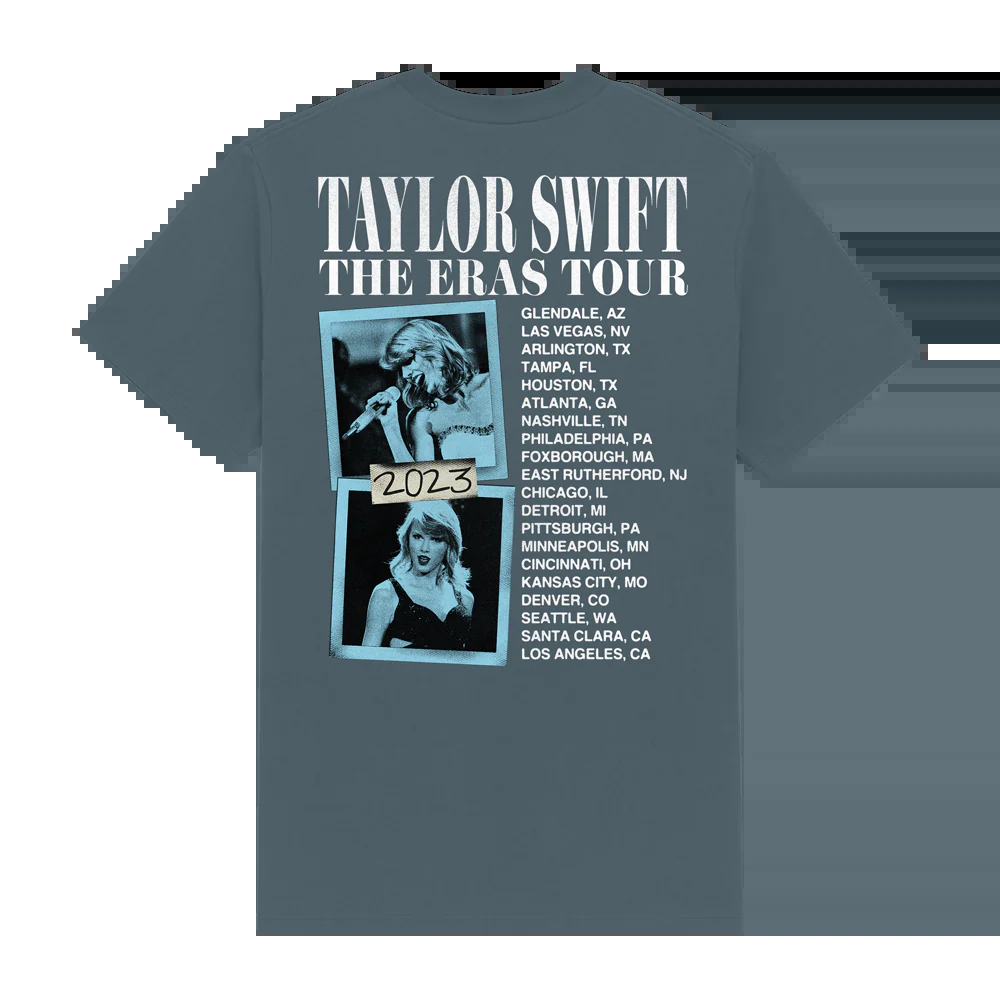 TAYLOR SWIFT
THE ERAS TOUR
2023
GLENDALE, AZ
LAS VEGAS, NV
ARLINGTON, TX
TAMPA, FL
HOUSTON, TX
ATLANTA, GA
NASHVILLE, TN
PHILADELPHIA, PA
FOXBOROUGH, MA
EAST RUTHERFORD, NJ
CHICAGO, IL
DETROIT, MI
PITTSBURGH, PA
MINNEAPOLIS, MN
CINCINNATI, OH
KANSAS CITY, MO
DENVER, CO
SEATTLE, WA
SANTA CLARA, CA
LOS ANGELES, CA